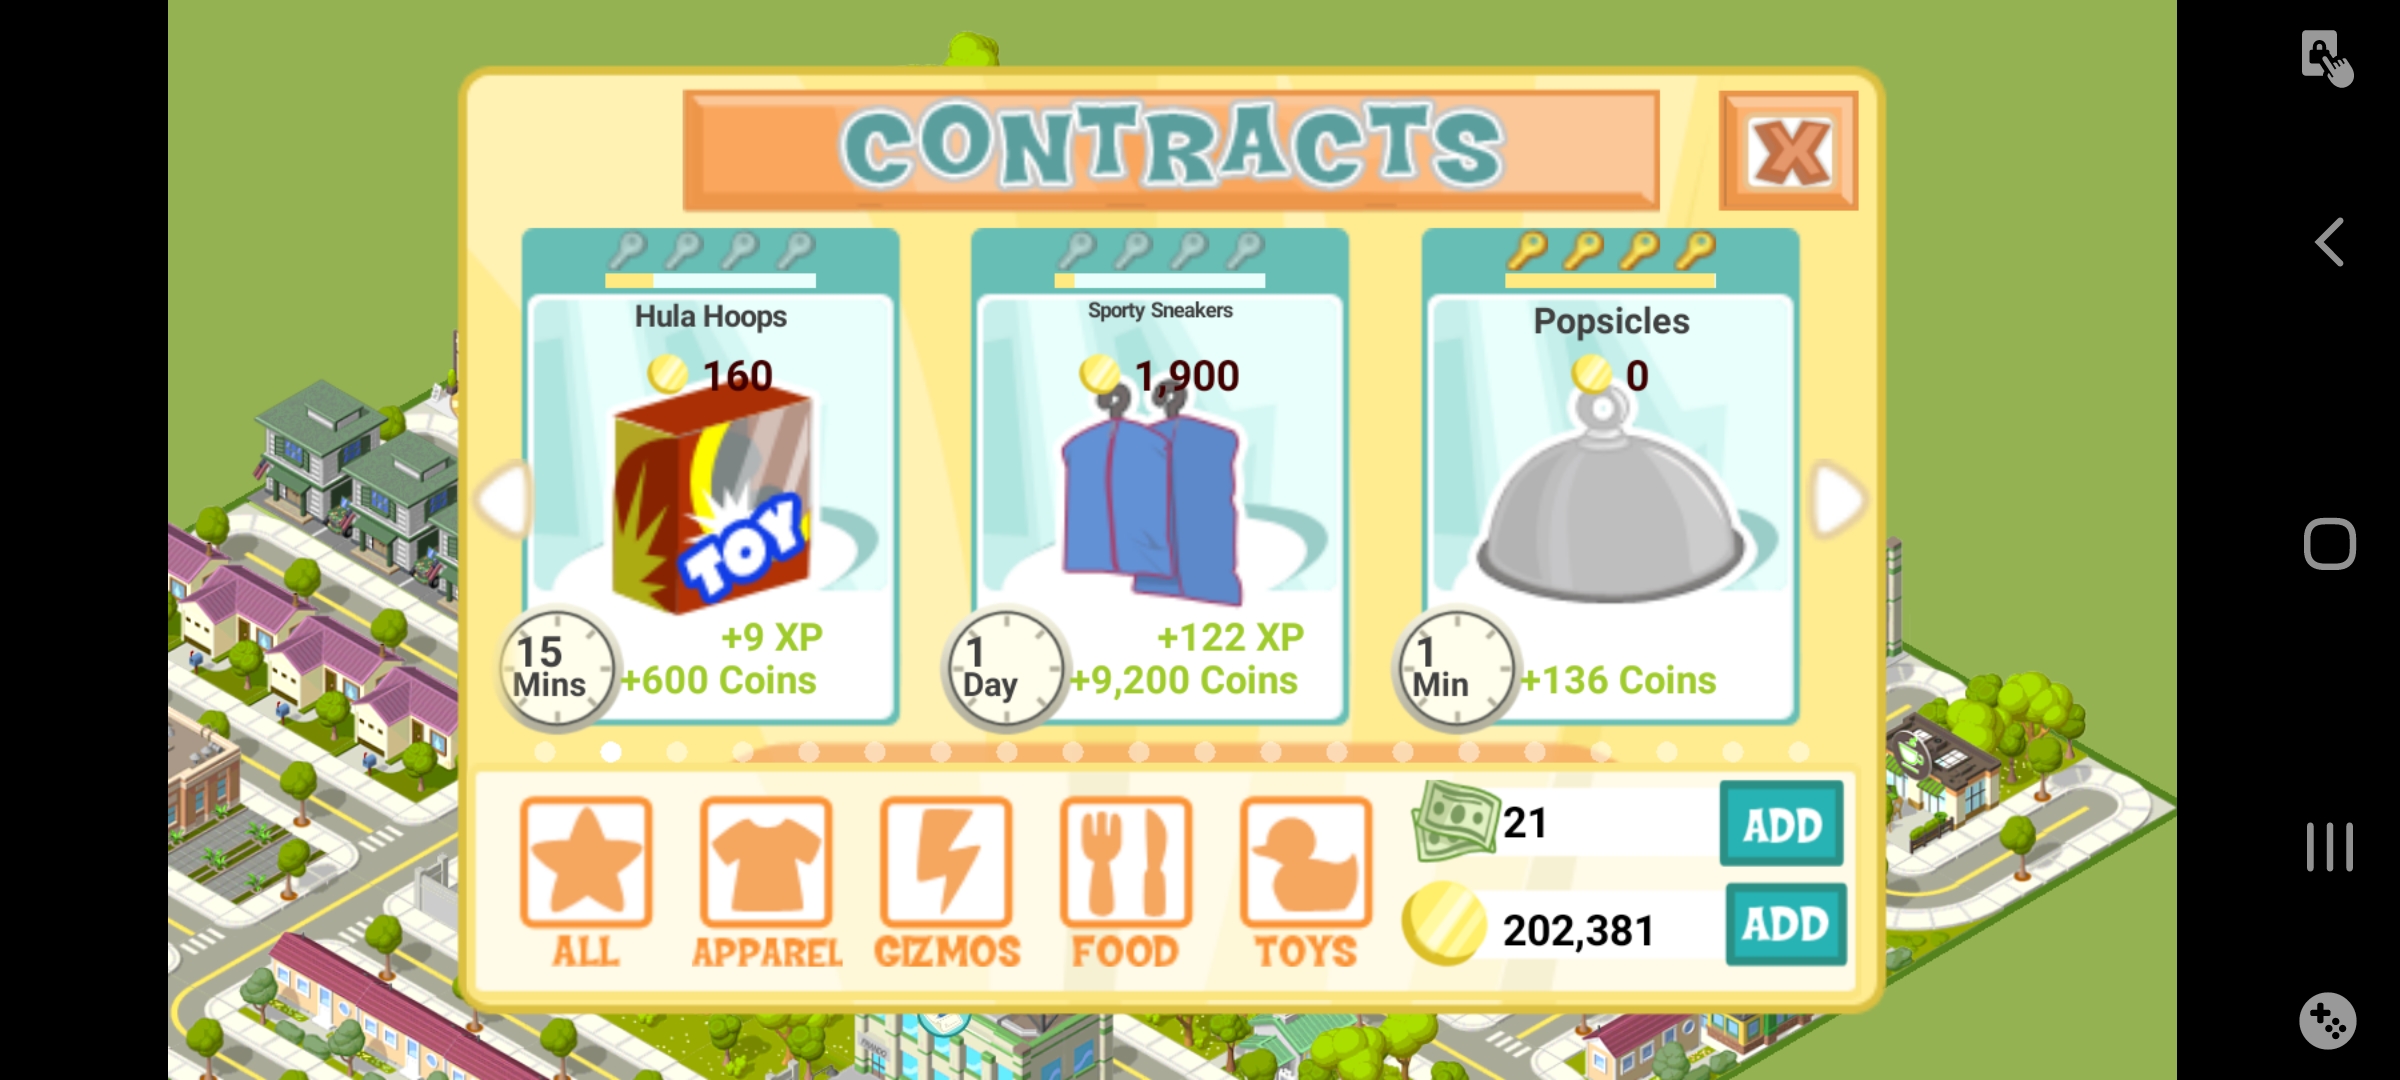 CONTRACTS
X
Hula Hoops
160
15
Mins
+9 XP
+600 Coins
TOY
Sporty Sneakers
1,900
1
Day
+122 XP
+9,200 Coins
Popsicles
0
1
Min
+136 Coins
ALL
APPAREL
GIZMOS
FOOD
TOYS
21
ADD
202,381
ADD